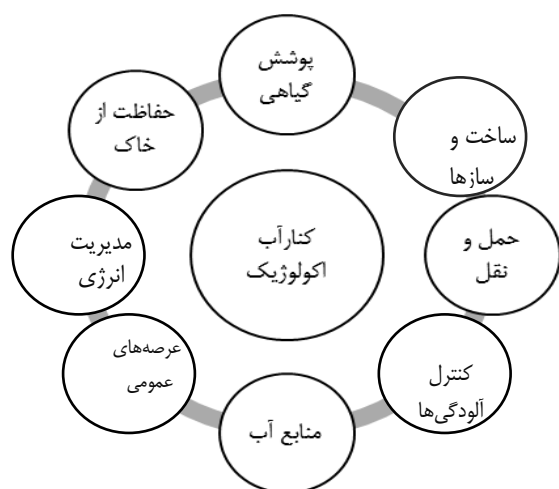 پوشش
گیاهی
ساخت و
سازها
حمل و
نقل
کنترل
آلودگی‌ها
منابع آب
عرصه‌های
عمومی
مدیریت
انرژی
حفاظت از
خاک
کنارآب
اکولوژیک